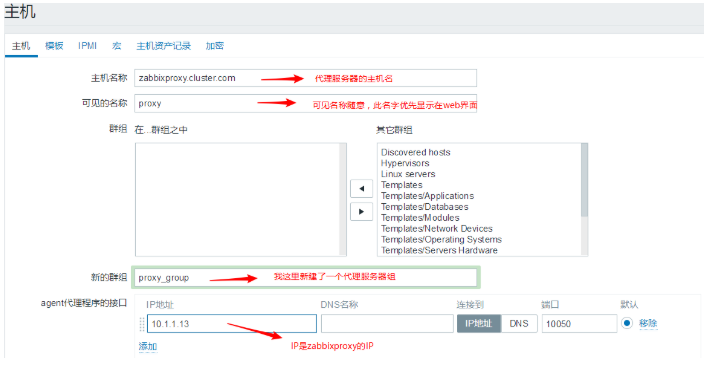 主机
主机 模板 IPMI 宏 主机资产记录 加密
主机名称 zabbixproxy.cluster.com 代理服务器的主机名
可见的名称 proxy 可见名称随意，此名字优先显示在web界面
群组 在...群组之中 其它群组
Discovered hosts
Hypervisors
Linux servers
Templates
Templates/Applications
Templates/Databases
Templates/Modules
Templates/Network Devices
Templates/Operating Systems
Templates/Servers Hardware
新的群组 proxy_group 我这里新建了一个代理服务器组
agent代理程序的接口 IP地址 DNS名称 连接到 端口 默认
10.1.1.13 IP地址 DNS 10050 移除
添加 IP是zabbixproxy的IP